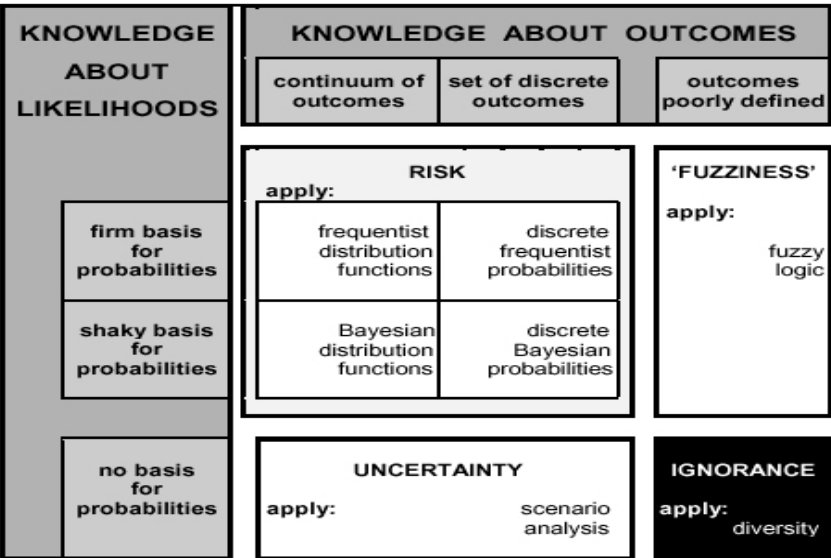 KNOWLEDGE
ABOUT
LIKELIHOODS
KNOWLEDGE ABOUT OUTCOMES
continuum of
outcomes
set of discrete
outcomes
outcomes
poorly defined
RISK
apply:
‘FUZZINESS’
apply:
fuzzy
logic
firm basis
for
probabilities
frequentist
distribution
functions
discrete
frequentist
probabilities
shaky basis
for
probabilities
Bayesian
distribution
functions
discrete
Bayesian
probabilities
no basis
for
probabilities
UNCERTAINTY
apply:
scenario
analysis
IGNORANCE
apply:
diversity